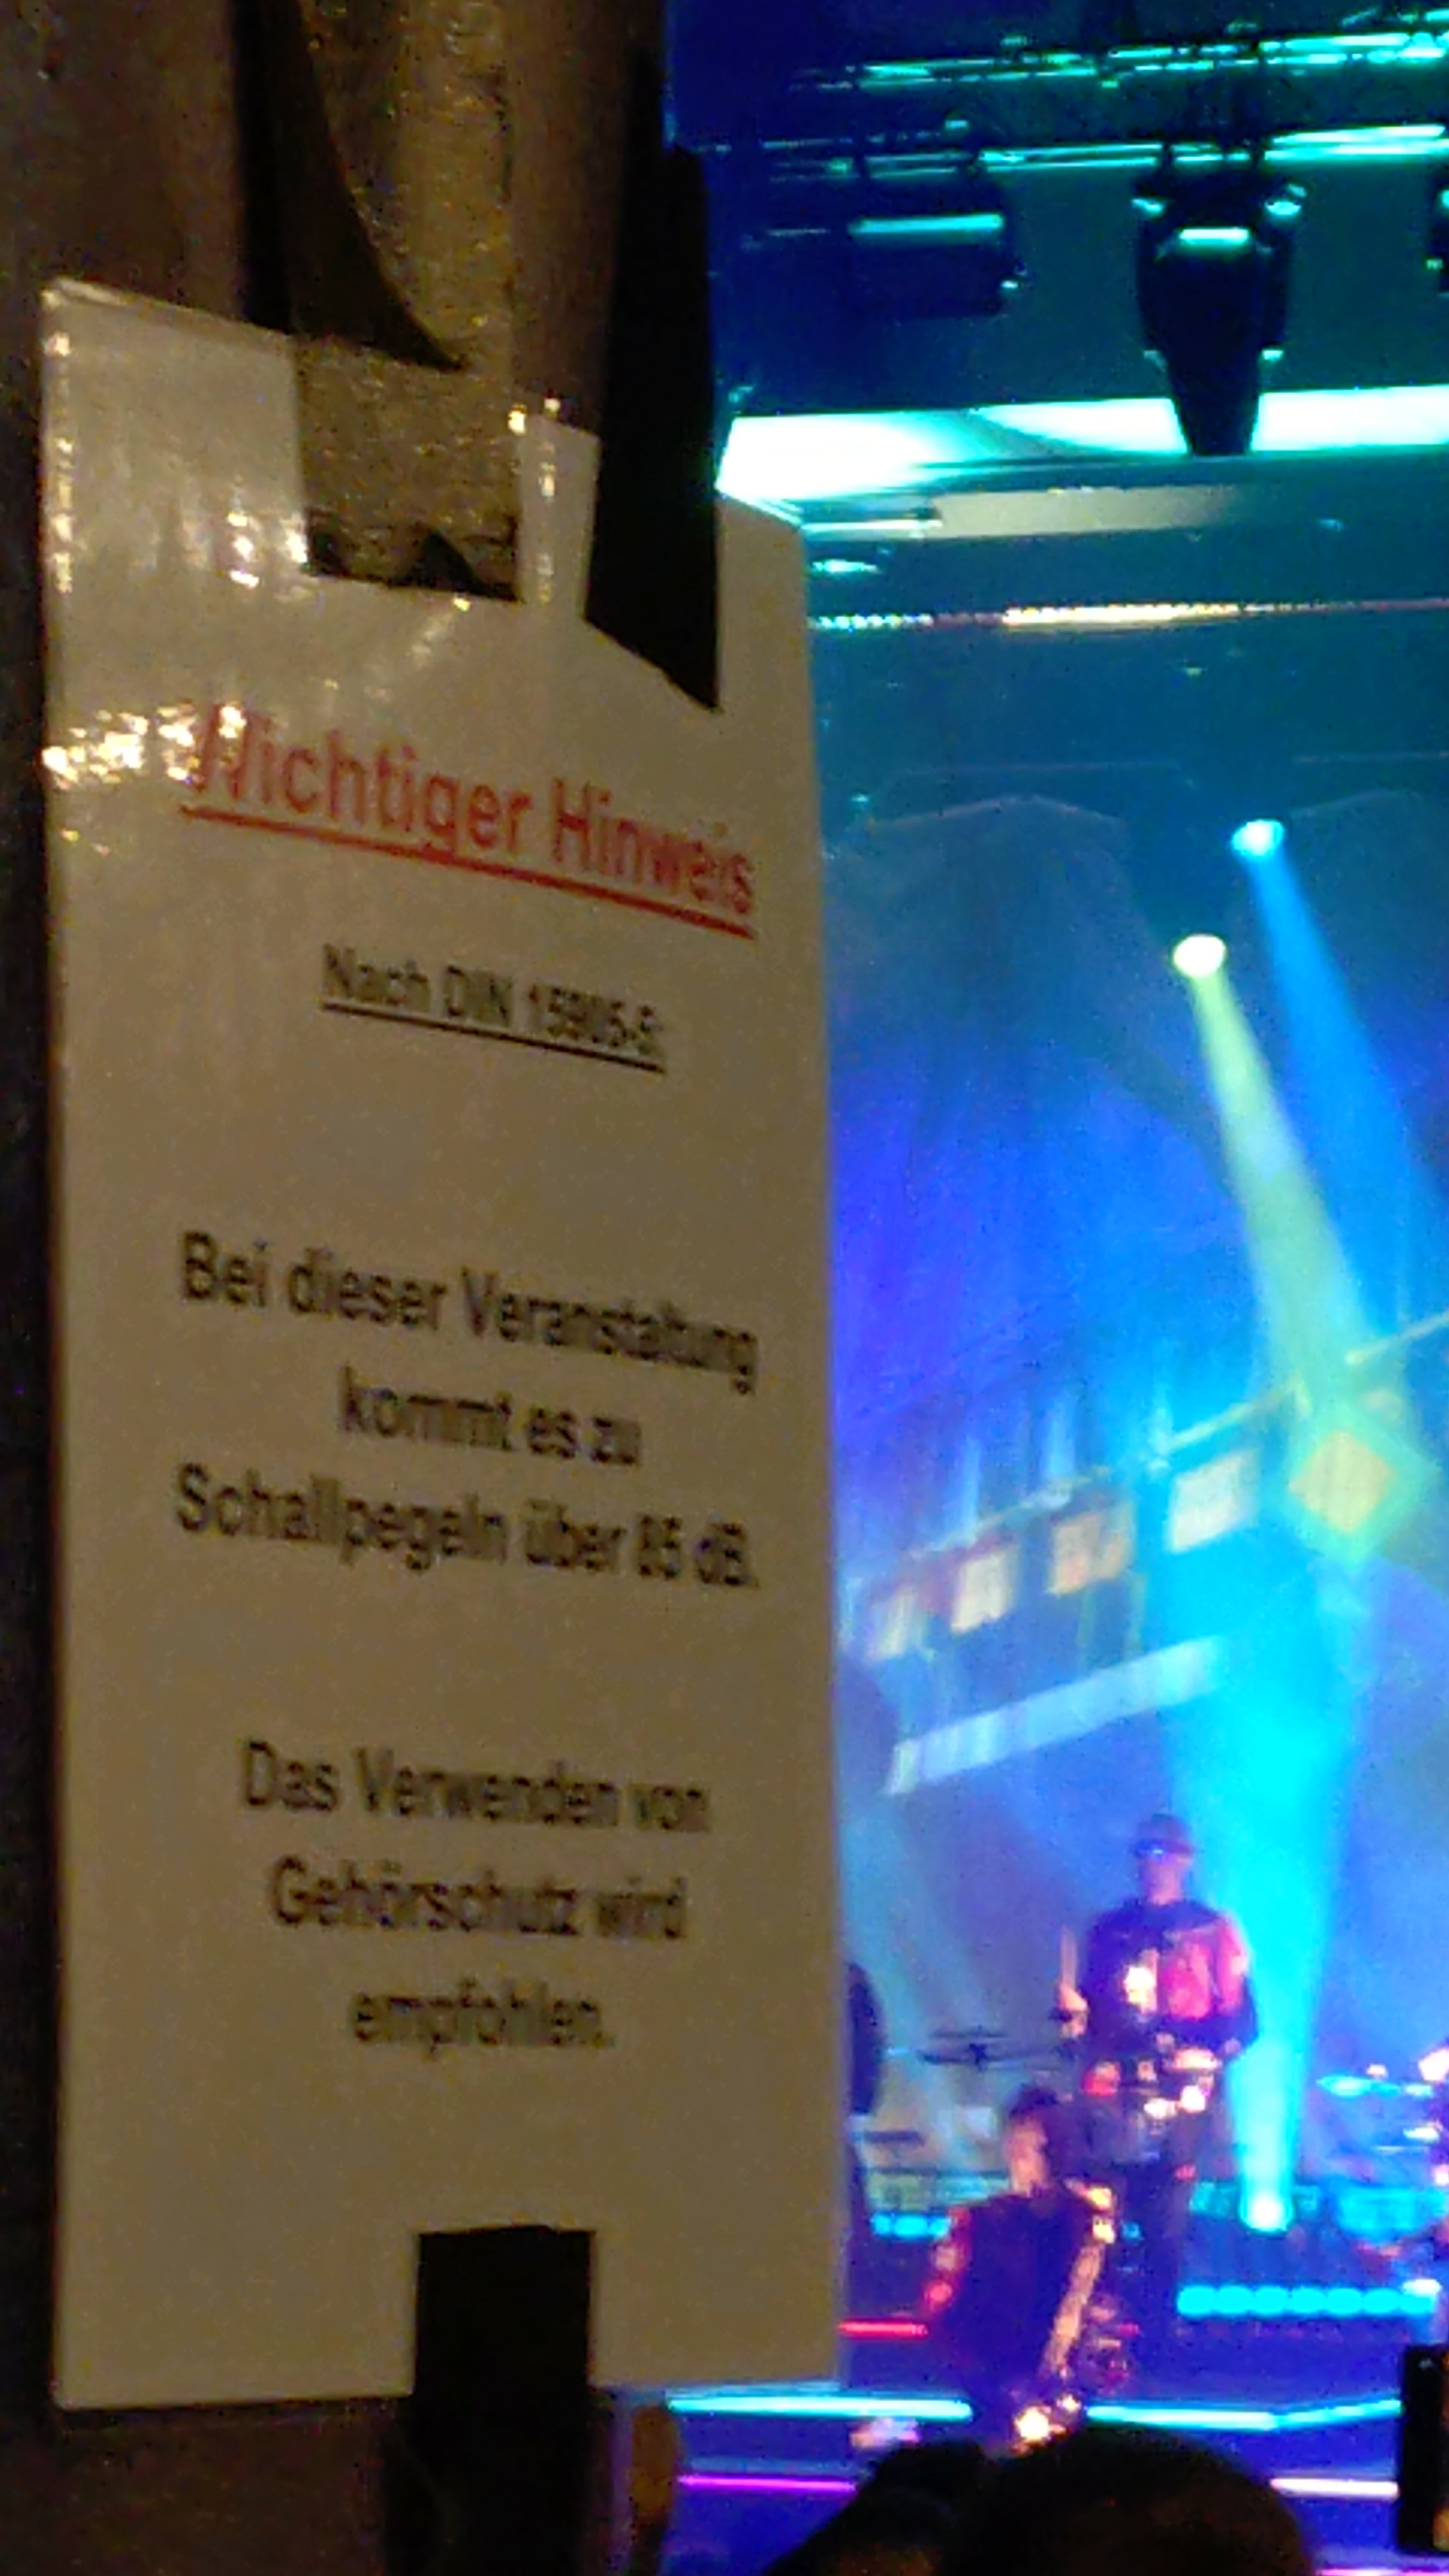 Wichtiger Hinweis
Nach DIN 15905-5:
Bei dieser Veranstaltung
kommt es zu
Schallpegeln über 85 dB.
Das Verwenden von
Gehörschutz wird
empfohlen.